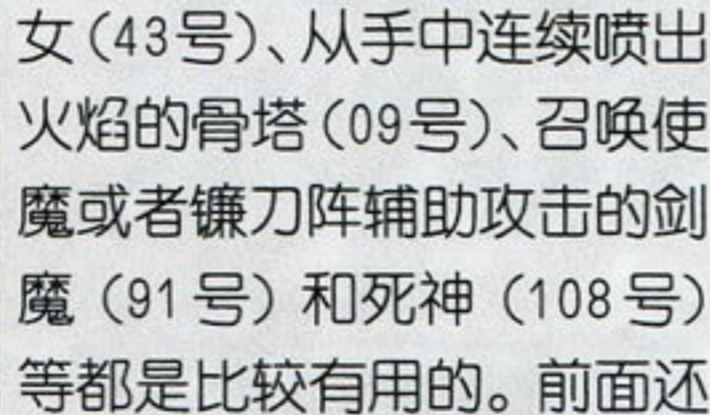 女(43号)、从手中连续喷出
火焰的骨塔(09号)、召唤使
魔或者镰刀阵辅助攻击的剑
魔（91号）和死神（108号）
等都是比较有用的。前面还